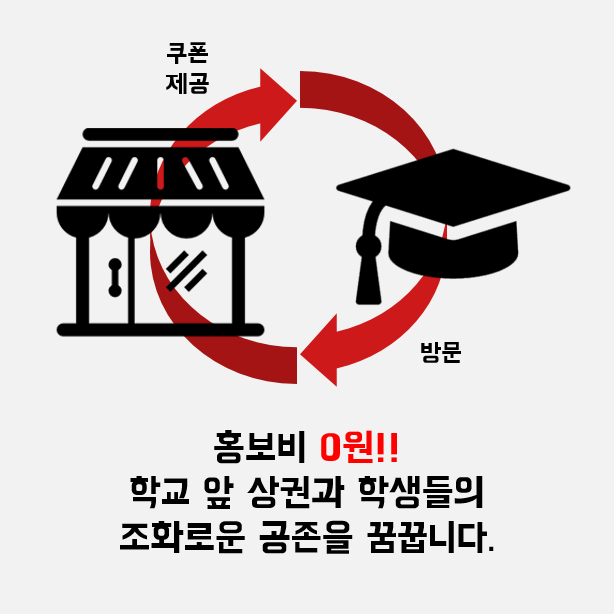 쿠폰
제공
방문
홍보비 0원!!
학교 앞 상권과 학생들의
조화로운 공존을 꿈꿉니다.